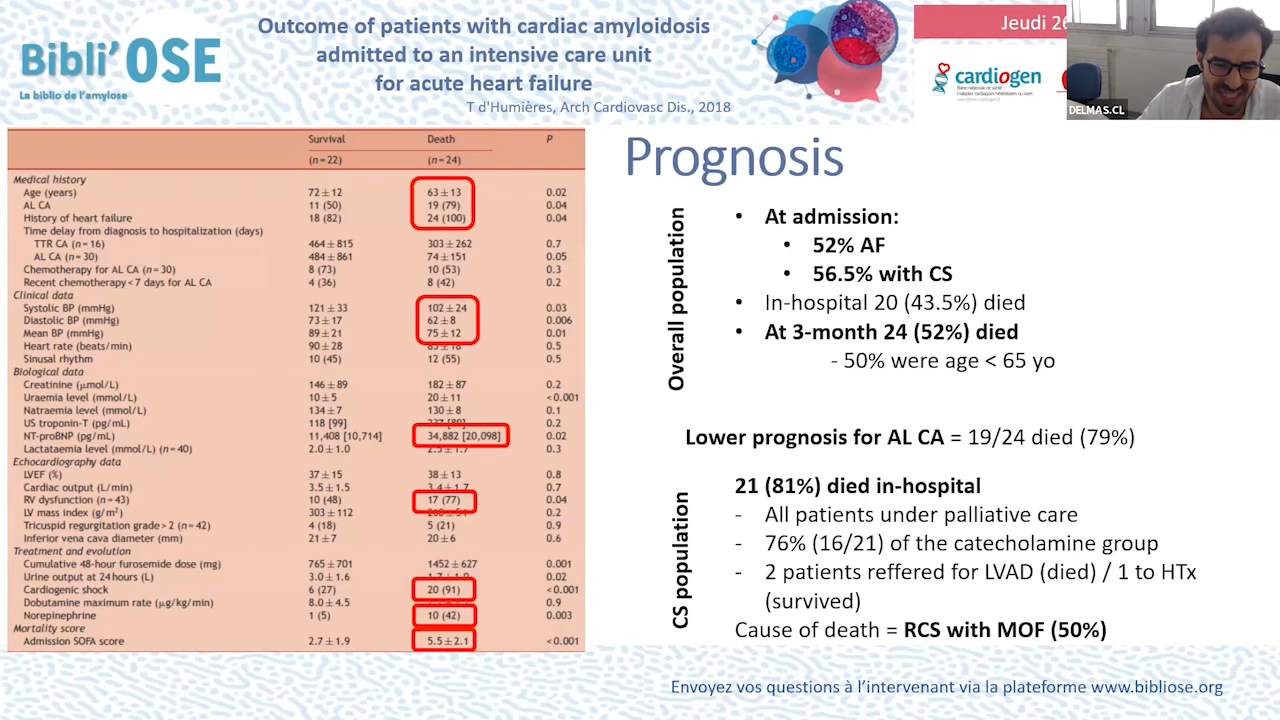 Outcome of patients with cardiac amyloidosis
admitted to an intensive care unit
for acute heart failure
T d'Humières, Arch Cardiovasc Dis., 2018
Bibli'OSE
La biblio de l'amylose
Jeudi 26
cardiogen
filière nationale de santé
maladies cardiaques héréditaires ou rares
DELMAS.CL
Survival Death P
(n = 22) (n = 24)
Medical history
Age (years) 72 ± 12 63 ± 13 0.02
AL CA 11 (50) 19 (79) 0.04
History of heart failure 18 (82) 24 (100) 0.04
Time delay from diagnosis to hospitalization (days)
TTR CA (n = 16) 464 ± 815 303 ± 262 0.7
AL CA (n = 30) 484 ± 861 74 ± 151 0.05
Chemotherapy for AL CA (n = 30) 8 (73) 10 (53) 0.3
Recent chemotherapy < 7 days for AL CA 4 (36) 8 (42) 0.2
Clinical data
Systolic BP (mmHg) 121 ± 33 102 ± 24 0.03
Diastolic BP (mmHg) 73 ± 17 62 ± 8 0.006
Mean BP (mmHg) 89 ± 21 75 ± 12 0.01
Heart rate (beats/min) 90 ± 28 0.5
Sinusal rhythm 10 (45) 12 (55) 0.5
Biological data
Creatinine (μmol/L) 146 ± 89 182 ± 87 0.2
Uraemia level (mmol/L) 10 ± 5 20 ± 11 < 0.001
Natraemia level (mmol/L) 134 ± 7 130 ± 8 0.1
US troponin-T (pg/mL) 118 [99] 0.2
NT-proBNP (pg/mL) 11,408 [10,714] 34,882 [20,098] 0.02
Lactataemia level (mmol/L) (n = 40) 2.0 ± 1.0 0.3
Echocardiography data
LVEF (%) 37 ± 15 38 ± 13 0.8
Cardiac output (L/min) 3.5 ± 1.5 3.4 ± 1.7 0.7
RV dysfunction (n = 43) 10 (48) 17 (77) 0.04
LV mass index (g/m²) 303 ± 112 0.2
Tricuspid regurgitation grade > 2 (n = 42) 4 (18) 5 (21) 0.9
Inferior vena cava diameter (mm) 21 ± 7 20 ± 6 0.6
Treatment and evolution
Cumulative 48-hour furosemide dose (mg) 765 ± 701 1452 ± 627 0.001
Urine output at 24 hours (L) 3.0 ± 1.6 0.02
Cardiogenic shock 6 (27) 20 (91) < 0.001
Dobutamine maximum rate (μg/kg/min) 8.0 ± 4.5 0.9
Norepinephrine 1 (5) 10 (42) 0.003
Mortality score
Admission SOFA score 2.7 ± 1.9 5.5 ± 2.1 < 0.001
Prognosis
Overall population
• At admission:
• 52% AF
• 56.5% with CS
• In-hospital 20 (43.5%) died
• At 3-month 24 (52%) died
- 50% were age < 65 yo
Lower prognosis for AL CA = 19/24 died (79%)
CS population
21 (81%) died in-hospital
- All patients under palliative care
- 76% (16/21) of the catecholamine group
- 2 patients reffered for LVAD (died) / 1 to HTx
(survived)
Cause of death = RCS with MOF (50%)
Envoyez vos questions à l'intervenant via la plateforme www.bibliose.org